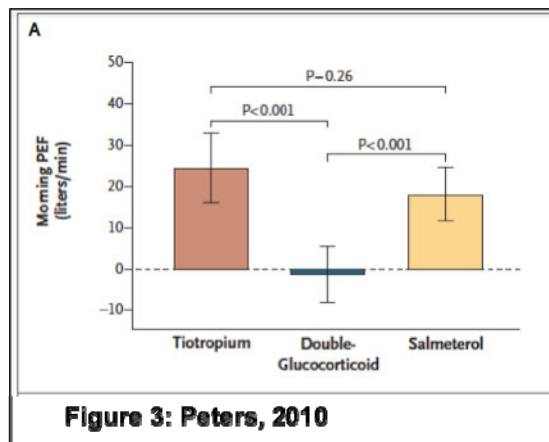 A
50
40
30
20
10
0
−10
Morning PEF
(liters/min)
P=0.26
P<0.001
P<0.001
Tiotropium
Double-
Glucocorticoid
Salmeterol
Figure 3: Peters, 2010